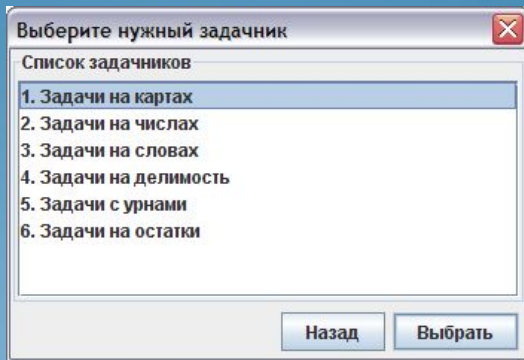 Выберите нужный задачник
Список задачников
1. Задачи на картах
2. Задачи на числах
3. Задачи на словах
4. Задачи на делимость
5. Задачи с урнами
6. Задачи на остатки
Назад Выбрать